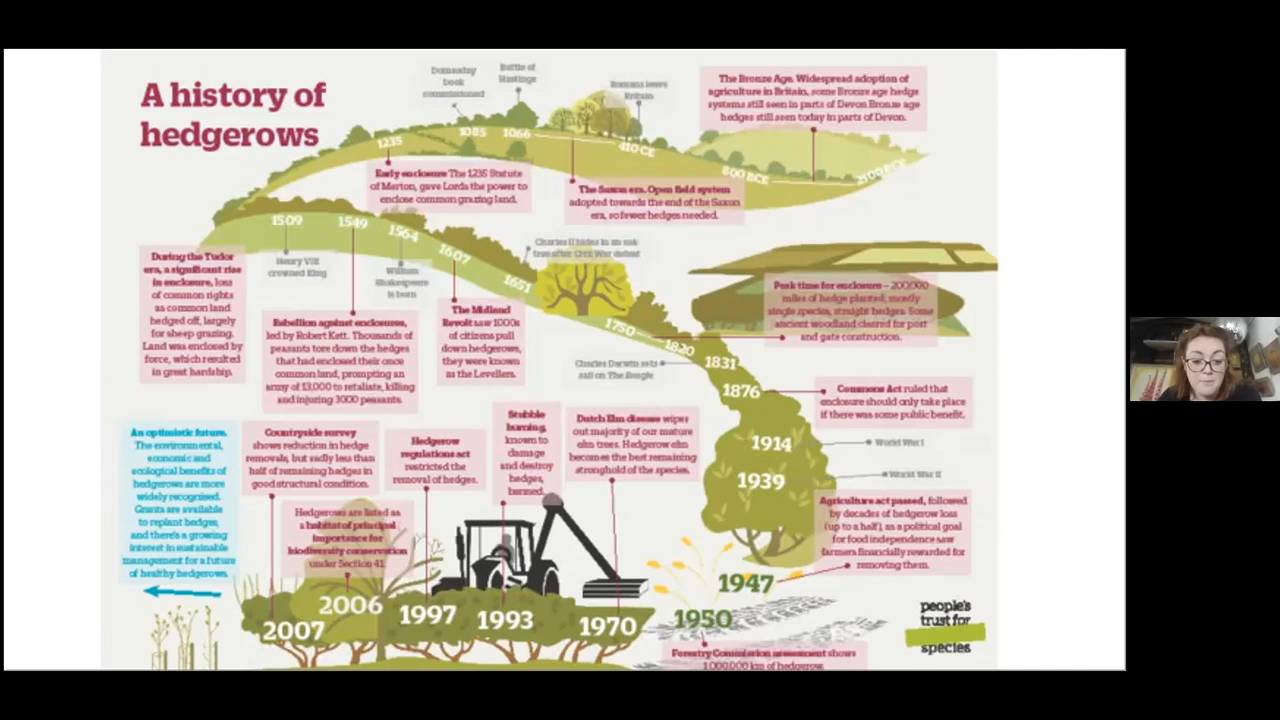 A history of
hedgerows
Domesday
book
commissioned
Battle of
Hastings
Romans leave
Britain
The Bronze Age. Widespread adoption of
agriculture in Britain, some Bronze age hedge
systems still seen in parts of Devon Bronze age
hedges still seen today in parts of Devon.
1235
1085
1066
410 CE
800 BCE
2500 BCE
Early enclosure The 1235 Statute
of Merton, gave Lords the power to
enclose common grazing land.
The Saxon era. Open field system
adopted towards the end of the Saxon
era, so fewer hedges needed.
1509
1549
1564
1607
1651
1750
1820
1831
1876
During the Tudor
era, a significant rise
in enclosure, loss
of common rights
as common land
hedged off, largely
for sheep grazing.
Land was enclosed by
force, which resulted
in great hardship.
Henry VIII
crowned King
William
Shakespeare
is born
Charles II hides in an oak
tree after Civil War defeat
Rebellion against enclosures,
led by Robert Kett. Thousands of
peasants tore down the hedges
that had enclosed their once
common land, prompting an
army of 13,000 to retaliate, killing
and injuring 3000 peasants.
The Midland
Revolt saw 1000s
of citizens pull
down hedgerows,
they were known
as the Levellers.
Peak time for enclosure – 200,000
miles of hedge planted, mostly
single species, straight hedges. Some
ancient woodland cleared for post
and gate construction.
Charles Darwin sets
sail on The Beagle
Commons Act ruled that
enclosure should only take place
if there was some public benefit.
1914
World War I
1939
World War II
Agriculture act passed, followed
by decades of hedgerow loss
(up to a half), as a political goal
for food independence saw
farmers financially rewarded for
removing them.
1947
1950
Forestry Commission assessment shows
1,000,000 km of hedgerow.
Dutch Elm disease wipes
out majority of our mature
elm trees. Hedgerow elm
becomes the best remaining
stronghold of the species.
1970
Stubble
burning,
known to
damage
and destroy
hedges,
banned.
1993
Hedgerow
regulations act
restricted the
removal of hedges.
1997
Hedgerows are listed as
a habitat of principal
importance for
biodiversity conservation
under Section 41.
2006
Countryside survey
shows reduction in hedge
removals, but sadly less than
half of remaining hedges in
good structural condition.
2007
An optimistic future.
The environmental,
economic and
ecological benefits of
hedgerows are more
widely recognised.
Grants are available
to replant hedges,
and there's a growing
interest in sustainable
management for a future
of healthy hedgerows.
people's
trust for
species